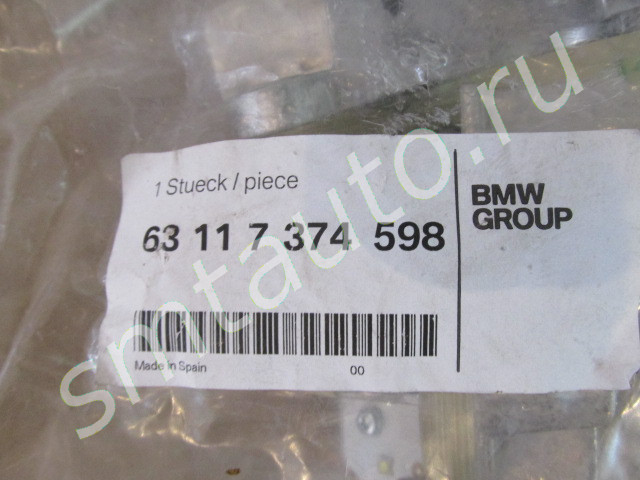 1 Stueck / piece
63 11 7 374 598
BMW
GROUP
Made in Spain
00
smtauto.ru